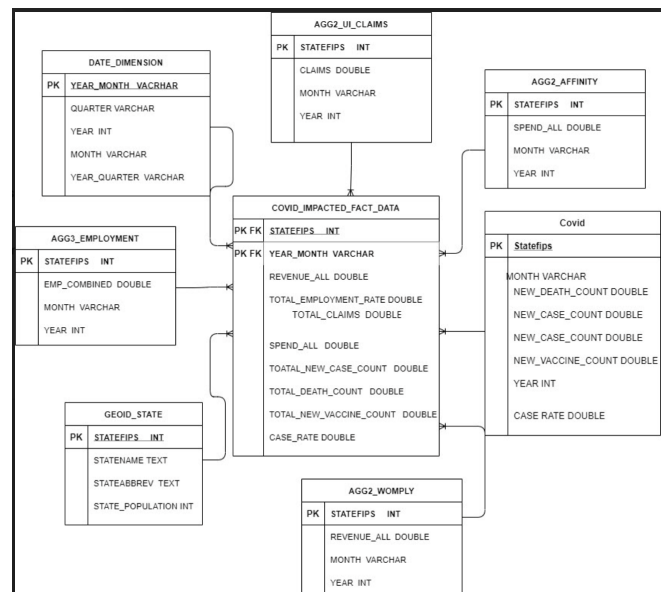 AGG2_UI_CLAIMS
PK STATEFIPS INT
CLAIMS DOUBLE
MONTH VARCHAR
YEAR INT
DATE_DIMENSION
PK YEAR_MONTH VACRHAR
QUARTER VARCHAR
YEAR INT
MONTH VARCHAR
YEAR_QUARTER VARCHAR
AGG2_AFFINITY
PK STATEFIPS INT
SPEND_ALL DOUBLE
MONTH VARCHAR
YEAR INT
COVID_IMPACTED_FACT_DATA
PK FK STATEFIPS INT
PK FK YEAR_MONTH VARCHAR
REVENUE_ALL DOUBLE
TOTAL_EMPLOYMENT_RATE DOUBLE
TOTAL_CLAIMS DOUBLE
SPEND_ALL DOUBLE
TOATAL_NEW_CASE_COUNT DOUBLE
TOTAL_DEATH_COUNT DOUBLE
TOTAL_NEW_VACCINE_COUNT DOUBLE
CASE_RATE DOUBLE
AGG3_EMPLOYMENT
PK STATEFIPS INT
EMP_COMBINED DOUBLE
MONTH VARCHAR
YEAR INT
Covid
PK Statefips
MONTH VARCHAR
NEW_DEATH_COUNT DOUBLE
NEW_CASE_COUNT DOUBLE
NEW_CASE_COUNT DOUBLE
NEW_VACCINE_COUNT DOUBLE
YEAR INT
CASE RATE DOUBLE
GEOID_STATE
PK STATEFIPS INT
STATENAME TEXT
STATEABBREV TEXT
STATE_POPULATION INT
AGG2_WOMPLY
PK STATEFIPS INT
REVENUE_ALL DOUBLE
MONTH VARCHAR
YEAR INT